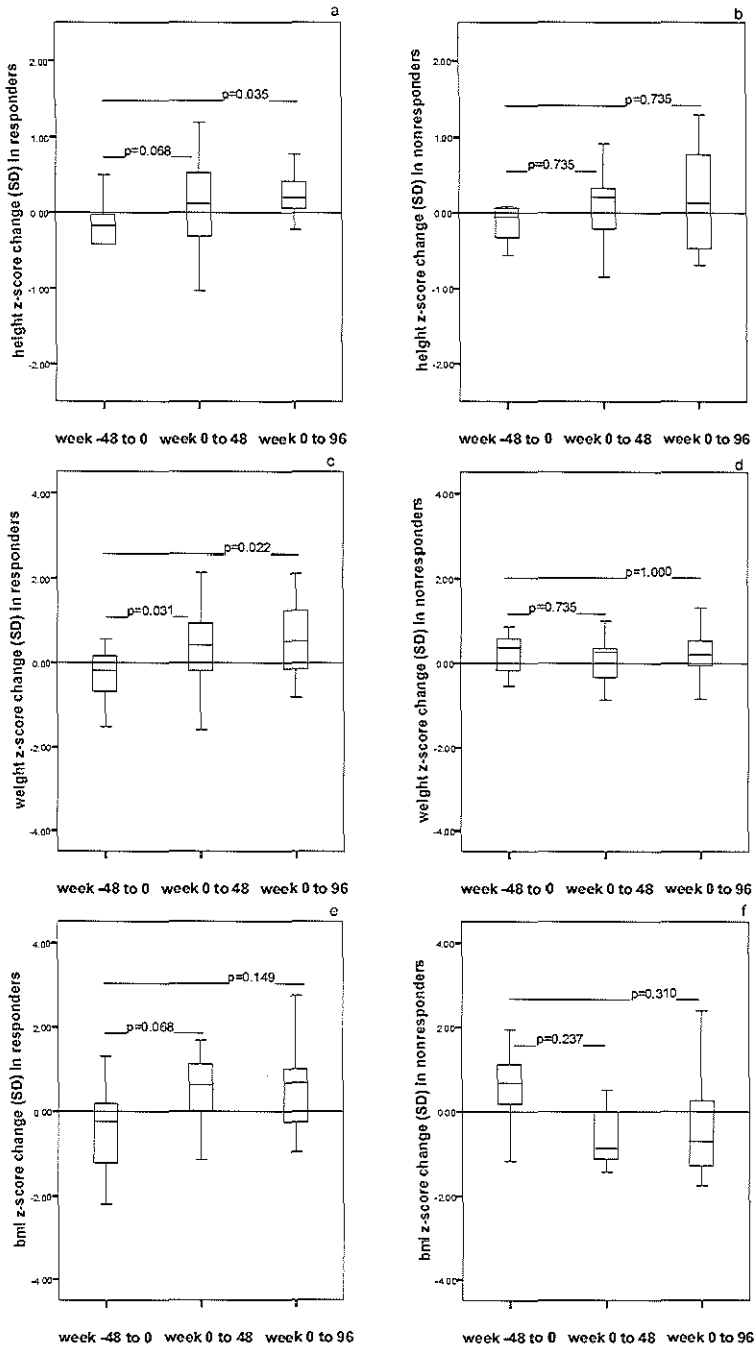 a
height z-score change (SD) in responders
2.00
1.00
0.00
-1.00
-2.00
p=0.035
p=0.068
week -48 to 0 week 0 to 48 week 0 to 96
b
height z-score change (SD) in nonresponders
2.00
1.00
0.00
-1.00
-2.00
p=0.735
p=0.735
week -48 to 0 week 0 to 48 week 0 to 96
c
weight z-score change (SD) in responders
4.00
2.00
0.00
-2.00
-4.00
p=0.022
p=0.031
week -48 to 0 week 0 to 48 week 0 to 96
d
weight z-score change (SD) in nonresponders
4.00
2.00
0.00
-2.00
-4.00
p=1.000
p=0.735
week -48 to 0 week 0 to 48 week 0 to 96
e
bmi z-score change (SD) in responders
4.00
2.00
0.00
-2.00
-4.00
p=0.149
p=0.068
week -48 to 0 week 0 to 48 week 0 to 96
f
bmi z-score change (SD) in nonresponders
4.00
2.00
0.00
-2.00
-4.00
p=0.310
p=0.237
week -48 to 0 week 0 to 48 week 0 to 96